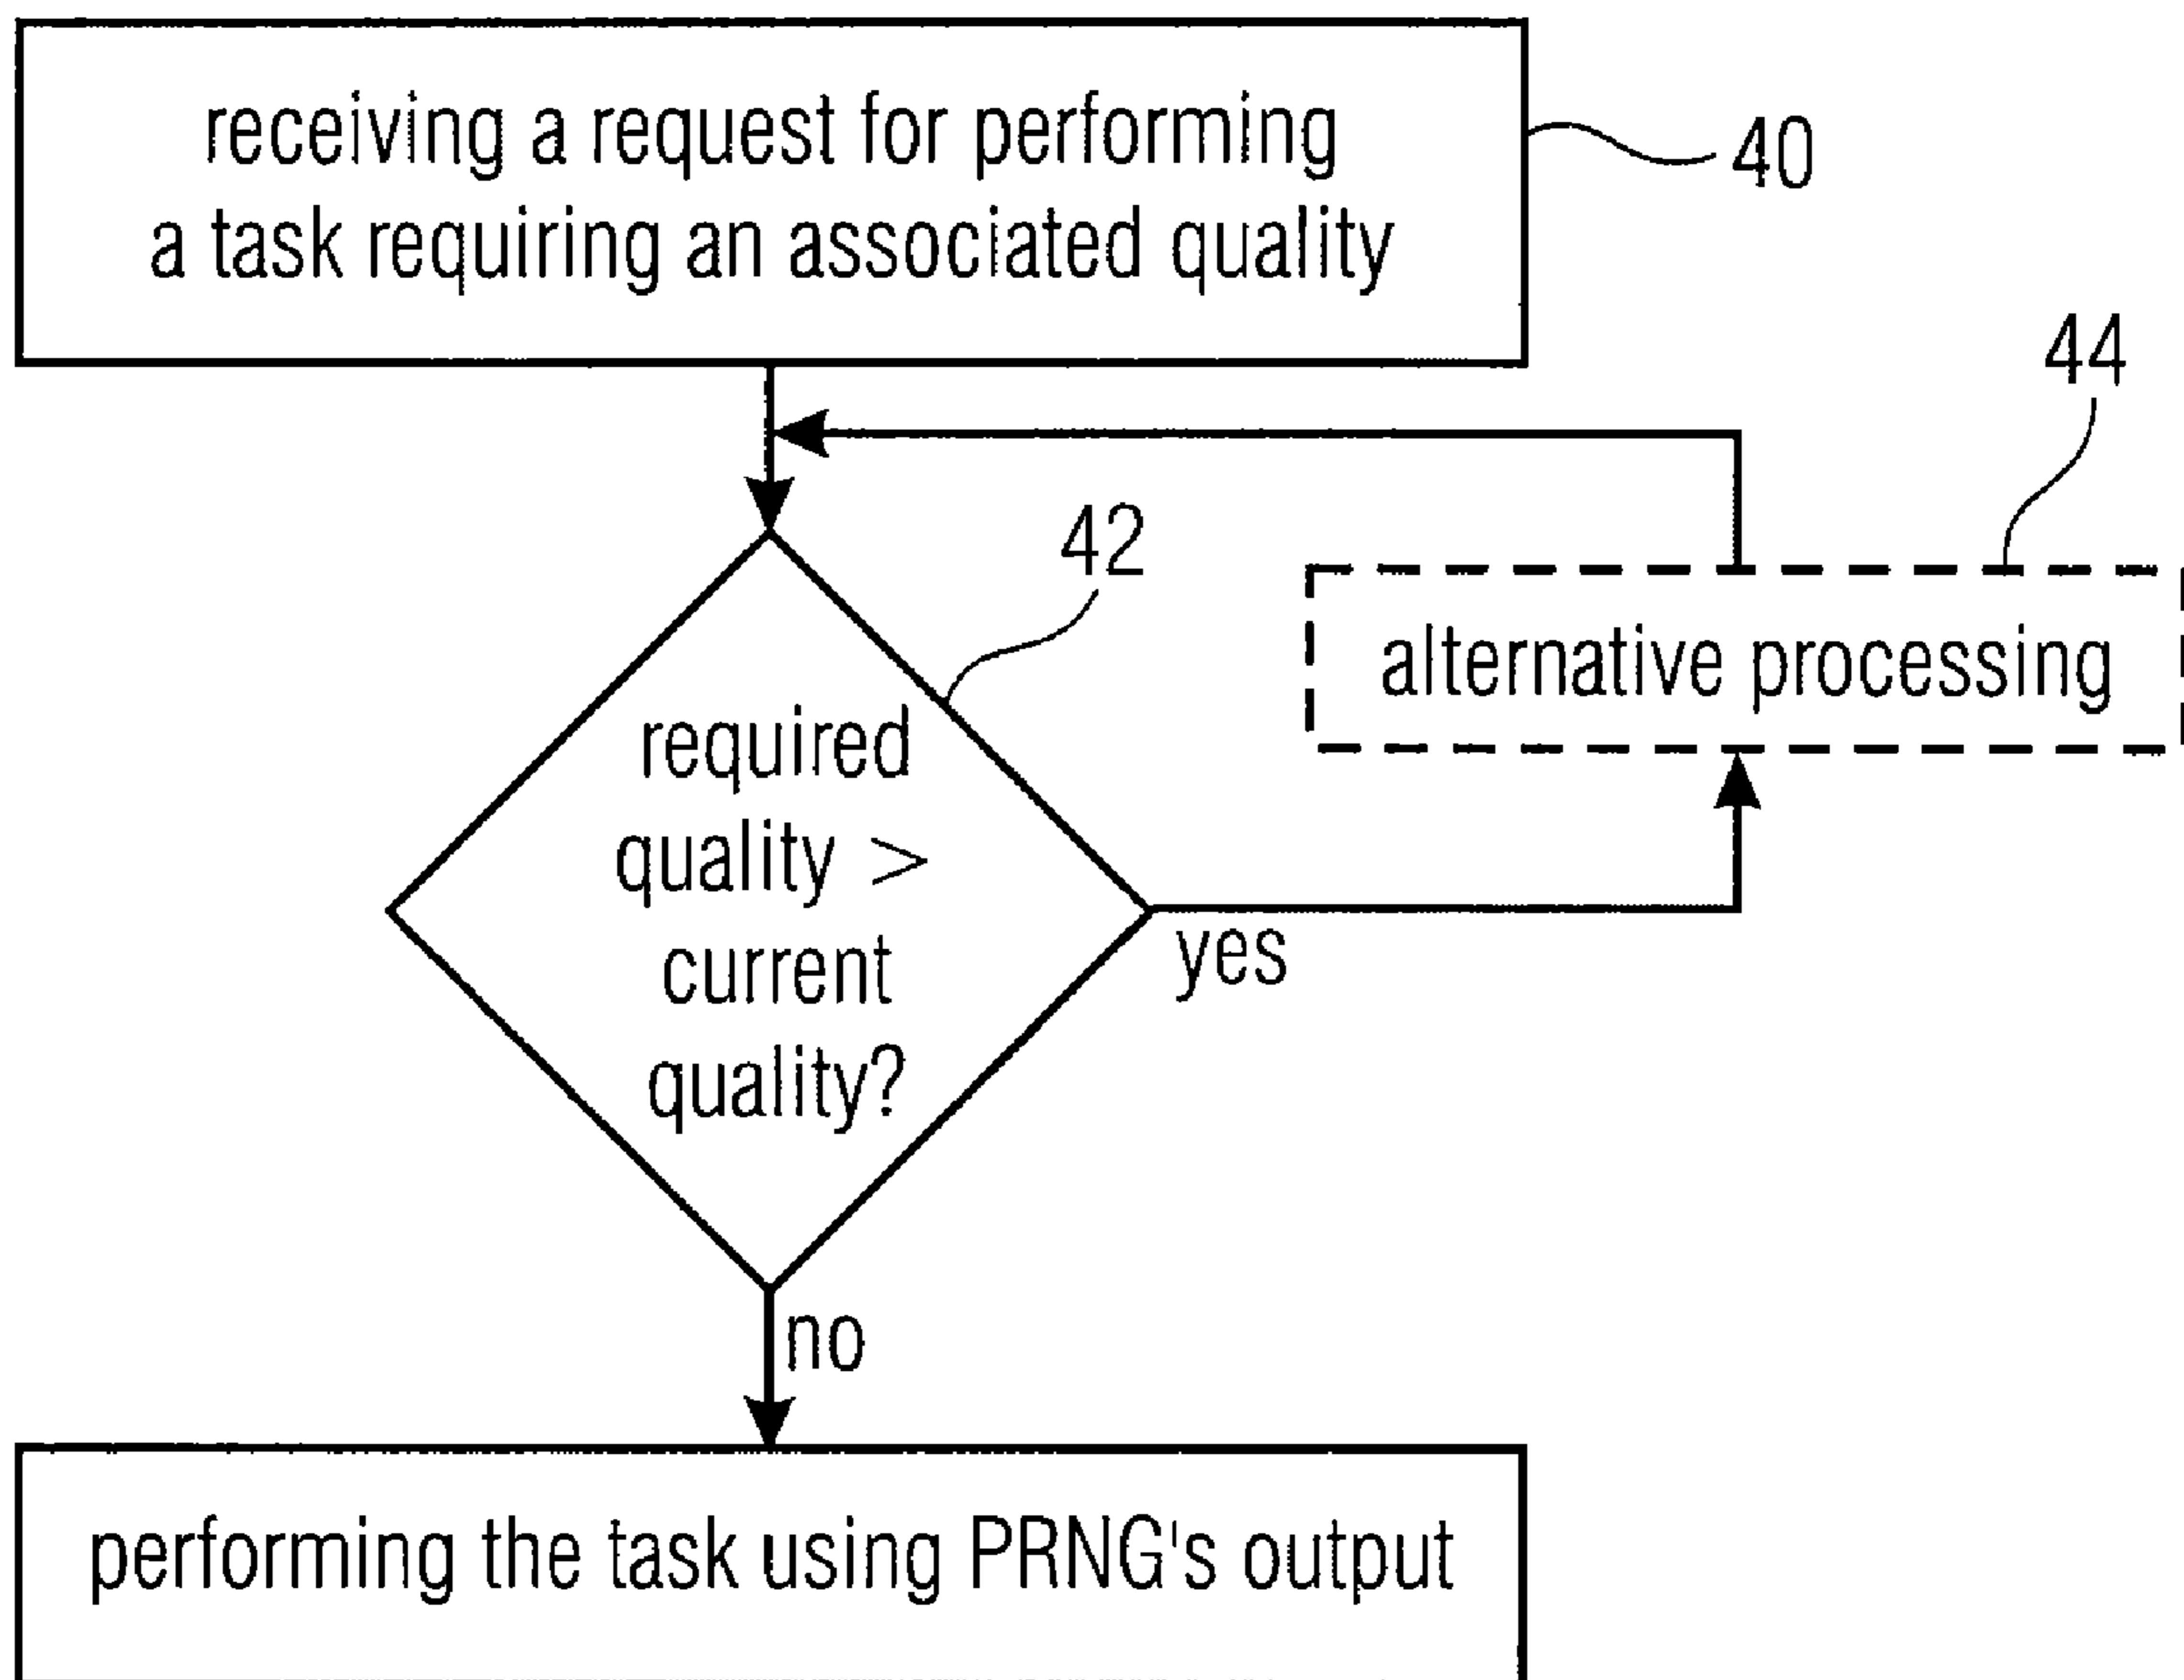 receiving a request for performing
a task requiring an associated quality
40
44
42
alternative processing
required
quality >
current
quality?
yes
no
performing the task using PRNG's output